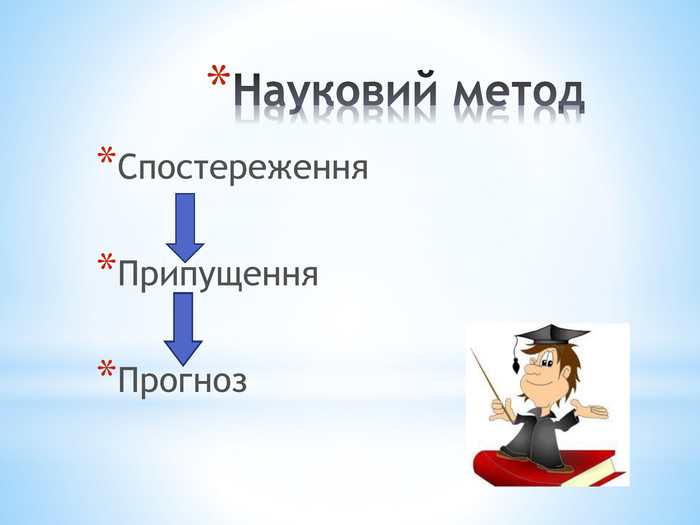 * Науковий метод
* Спостереження
* Припущення
* Прогноз